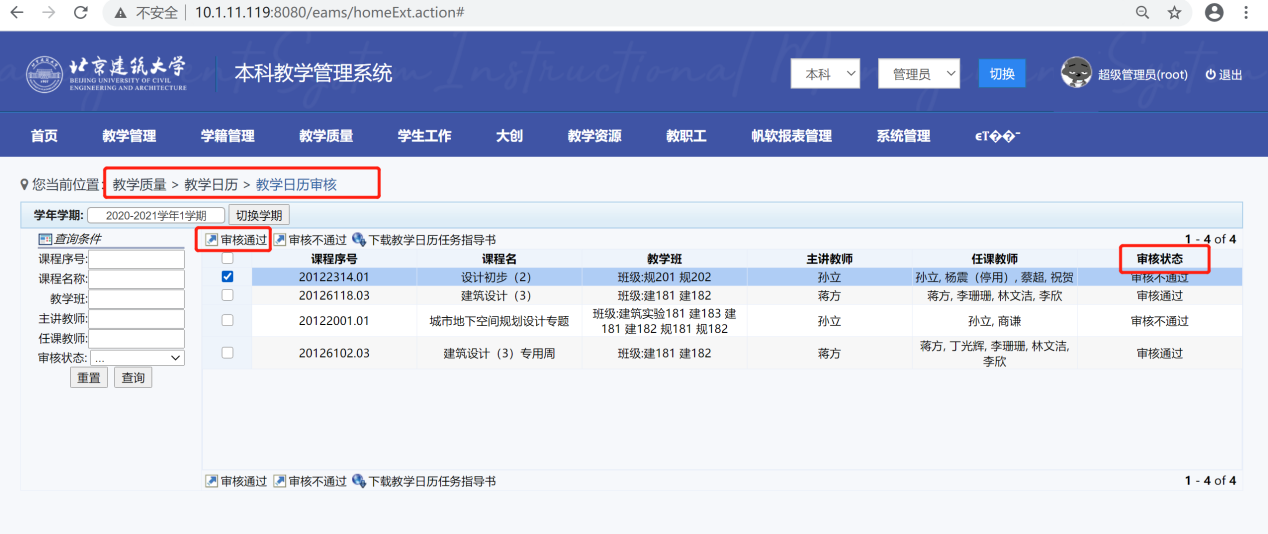 不安全 10.1.11.119:8080/eams/homeExt.action#
北京建筑大学
BEIJING UNIVERSITY OF CIVIL
ENGINEERING AND ARCHITECTURE
本科教学管理系统
本科 管理员 切换 超级管理员(root) 退出
首页 教学管理 学籍管理 教学质量 学生工作 大创 教学资源 教职工 帆软报表管理 系统管理 єT��ˉ
您当前位置: 教学质量 > 教学日历 > 教学日历审核
学年学期: 2020-2021学年1学期 切换学期
查询条件 审核通过 审核不通过 下载教学日历任务指导书 1 - 4 of 4
课程序号: 课程序号 课程名 教学班 主讲教师 任课教师 审核状态
课程名称: 20122314.01 设计初步（2） 班级:规201 规202 孙立 孙立, 杨震（停用）, 蔡超, 祝贺 审核不通过
教学班: 20126118.03 建筑设计（3） 班级:建181 建182 蒋方 蒋方, 李珊珊, 林文洁, 李欣 审核通过
主讲教师: 20122001.01 城市地下空间规划设计专题 班级:建筑实验181 建183 建 孙立 孙立, 商谦 审核不通过
181 建182 规181 规182
任课教师:
审核状态: ... 20126102.03 建筑设计（3）专用周 班级:建181 建182 蒋方 蒋方, 丁光辉, 李珊珊, 林文洁, 审核通过
李欣
重置 查询
审核通过 审核不通过 下载教学日历任务指导书 1 - 4 of 4